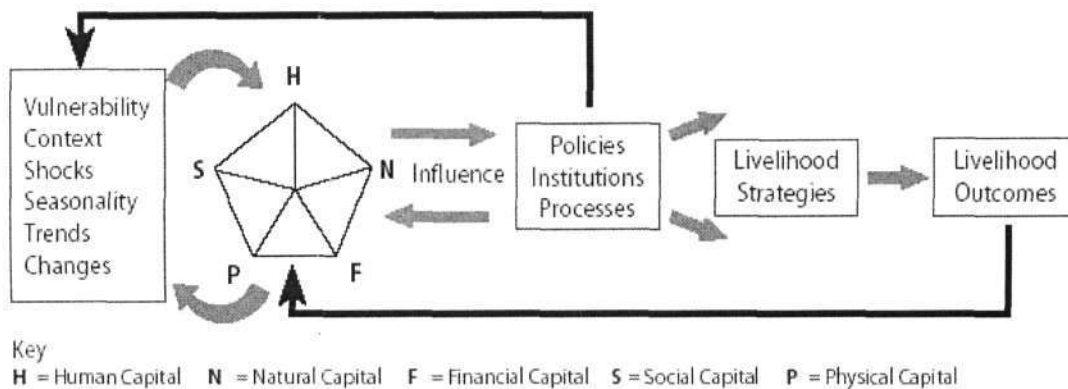 Vulnerability
Context
Shocks
Seasonality
Trends
Changes
H
S
N
P
F
Influence
Policies
Institutions
Processes
Livelihood
Strategies
Livelihood
Outcomes
Key
H = Human Capital N = Natural Capital F = Financial Capital S = Social Capital P = Physical Capital